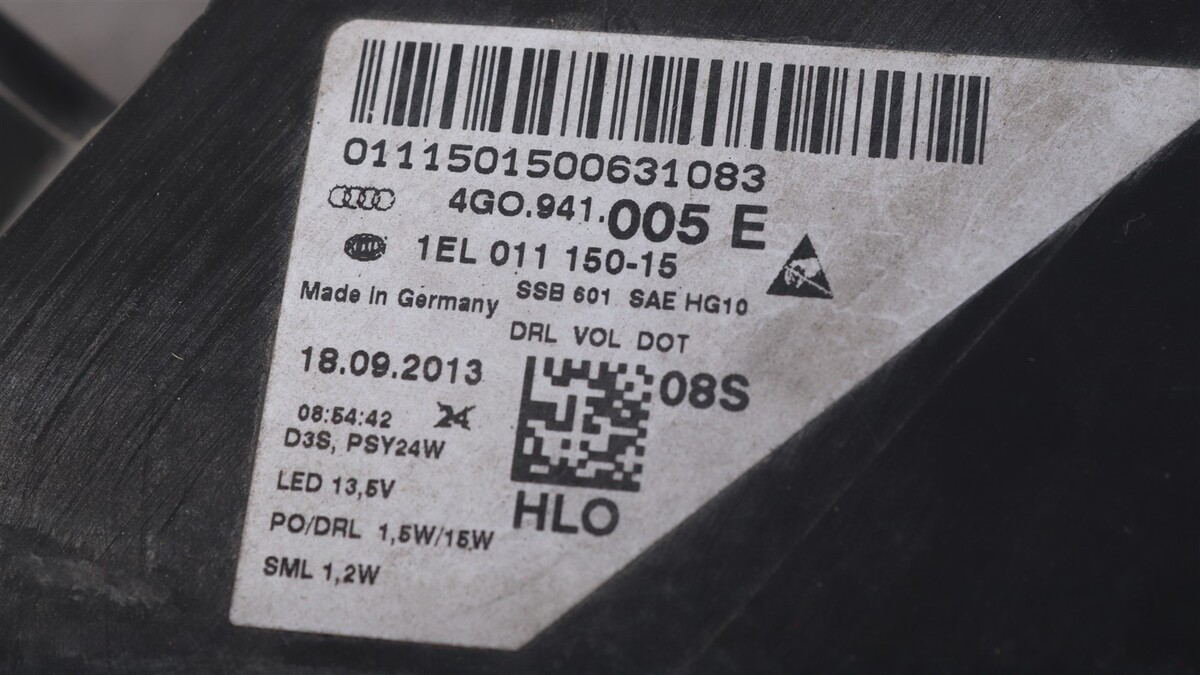 0111501500631083
4GO.941.005 E
1EL 011 150-15
Made in Germany
SSB 601 SAE HG10
DRL VOL DOT
18.09.2013
08S
08:54:42 24
D3S, PSY24W
LED 13,5V
HLO
PO/DRL 1,5W/15W
SML 1,2W